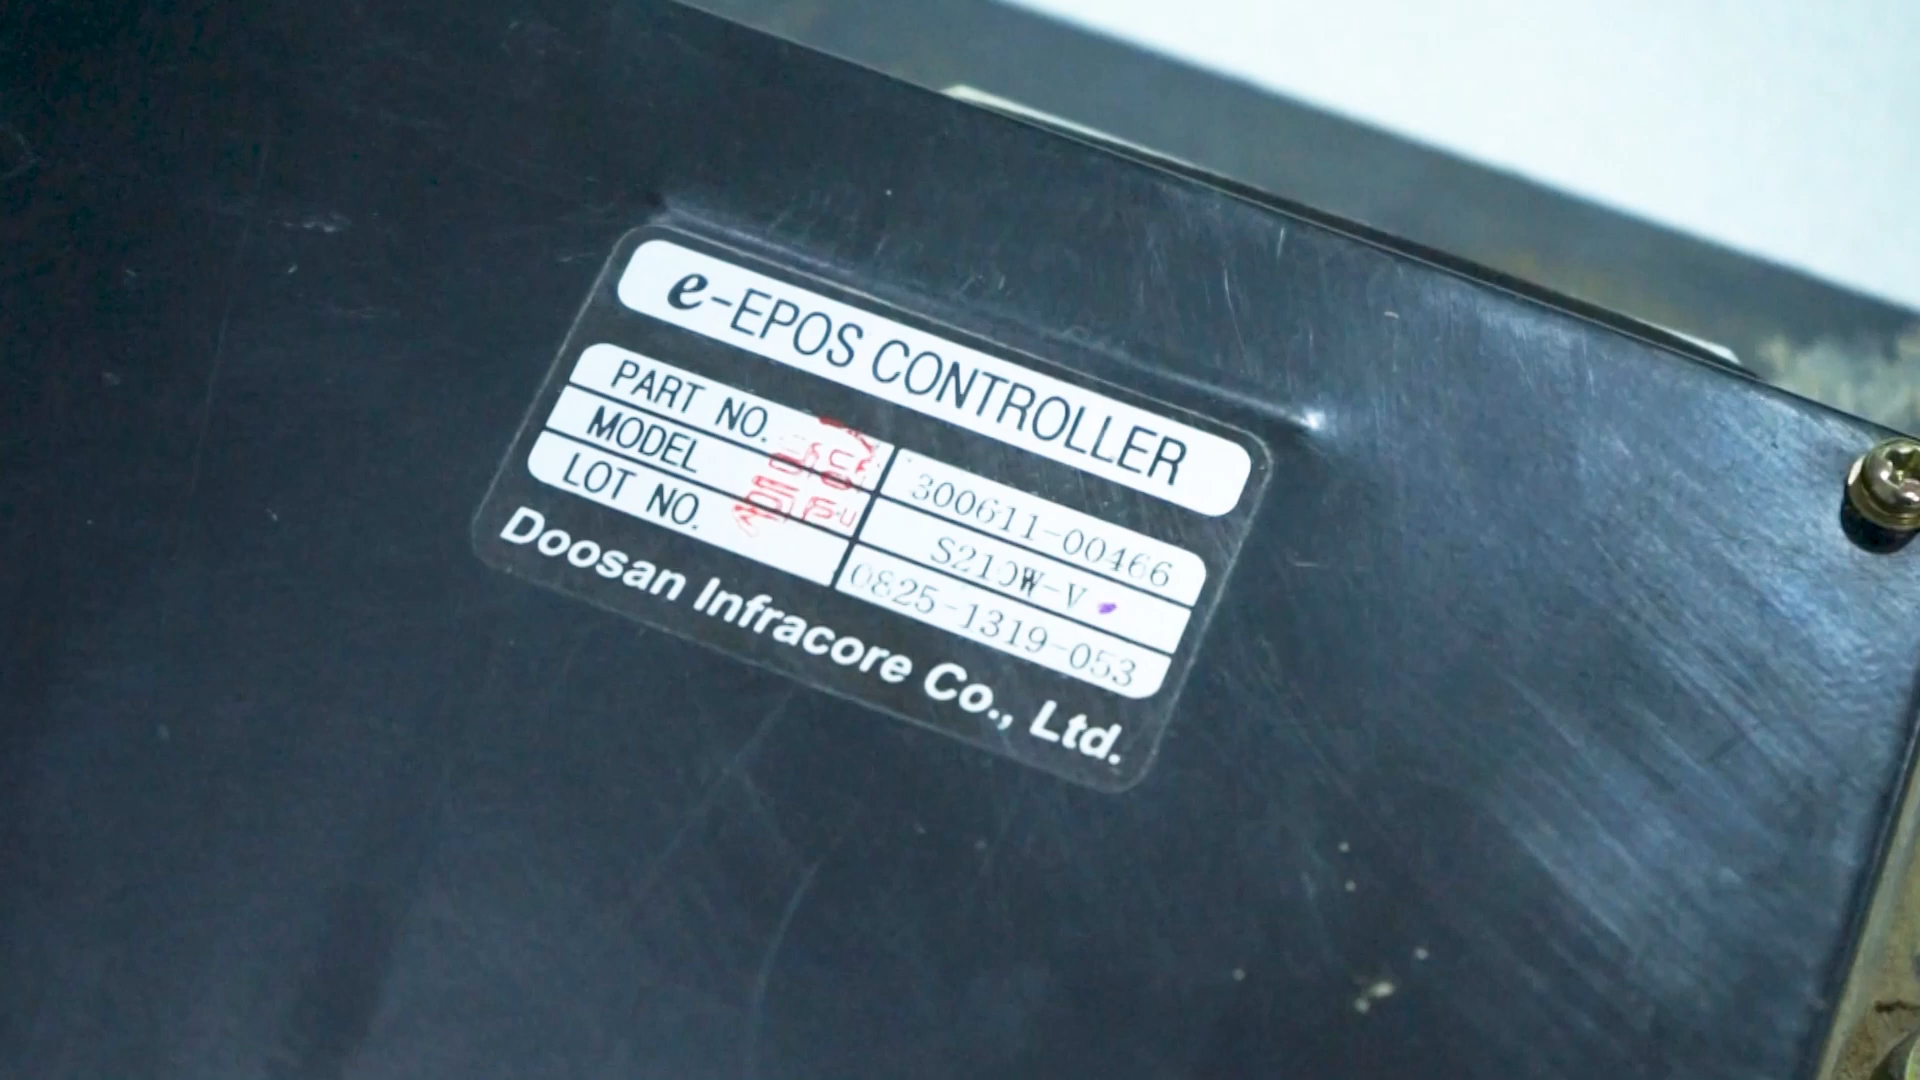 e-EPOS CONTROLLER
PART NO. 300611-00466
MODEL S210W-V
LOT NO. 0825-1319-053
Doosan Infracore Co., Ltd.